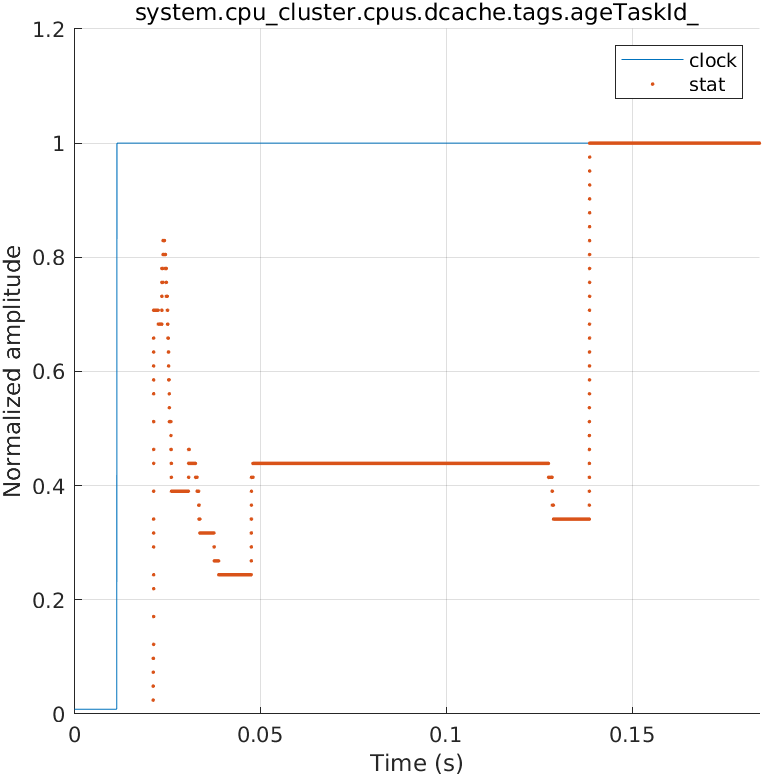 system.cpu_cluster.cpus.dcache.tags.ageTaskId_
clock
stat
Normalized amplitude
1.2
1
0.8
0.6
0.4
0.2
0
0
0.05
0.1
0.15
Time (s)